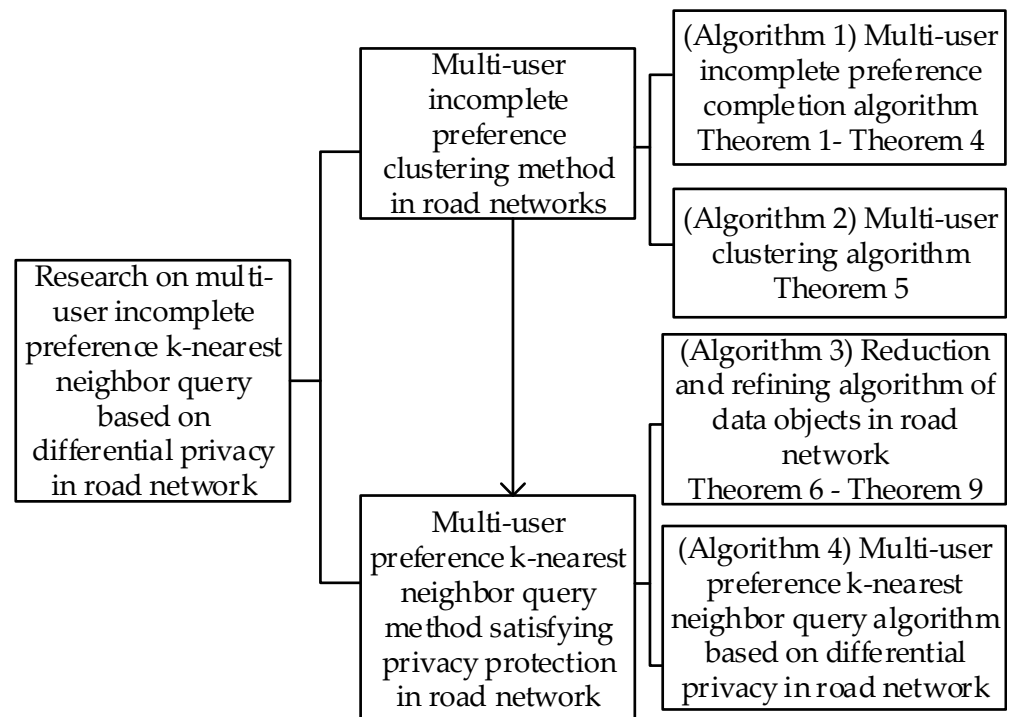 Research on multi-
user incomplete
preference k-nearest
neighbor query
based on
differential privacy
in road network
Multi-user
incomplete
preference
clustering method
in road networks
(Algorithm 1) Multi-user
incomplete preference
completion algorithm
Theorem 1- Theorem 4
(Algorithm 2) Multi-user
clustering algorithm
Theorem 5
Multi-user
preference k-nearest
neighbor query
method satisfying
privacy protection
in road network
(Algorithm 3) Reduction
and refining algorithm of
data objects in road
network
Theorem 6 - Theorem 9
(Algorithm 4) Multi-user
preference k-nearest
neighbor query algorithm
based on differential
privacy in road network